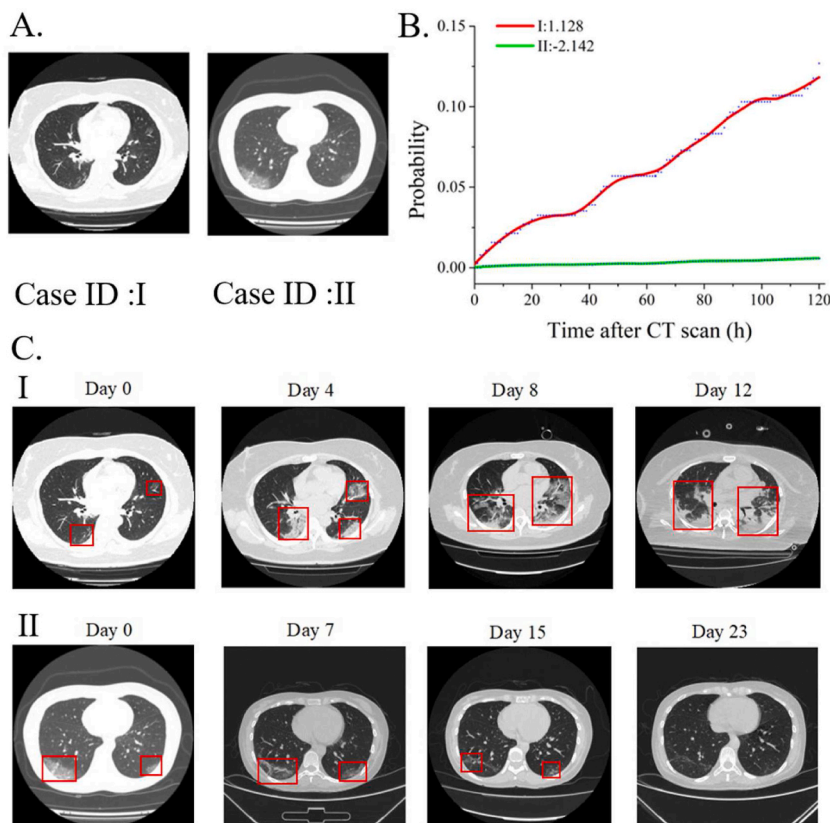 A.
Case ID :I
Case ID :II
B.
I:1.128
II:-2.142
Probability
0.15
0.10
0.05
0.00
0
20
40
60
80
100
120
Time after CT scan (h)
C.
I
Day 0
Day 4
Day 8
Day 12
II
Day 0
Day 7
Day 15
Day 23